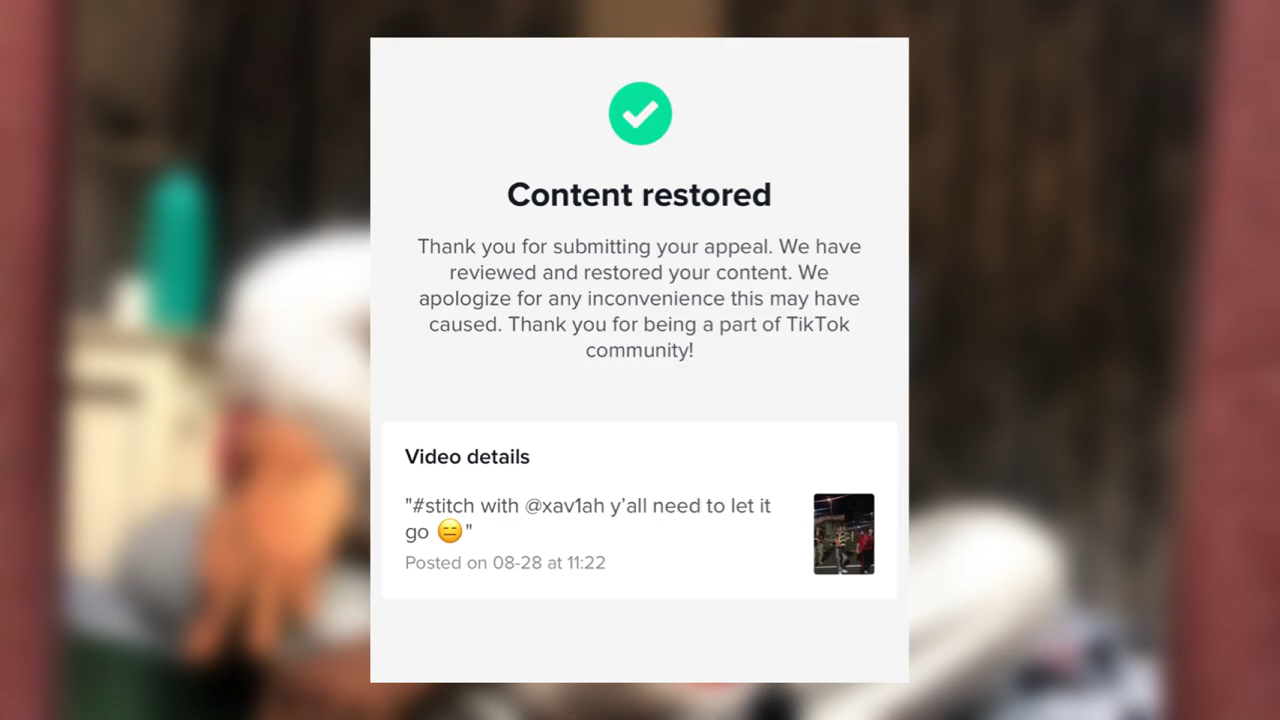 Content restored
Thank you for submitting your appeal. We have
reviewed and restored your content. We
apologize for any inconvenience this may have
caused. Thank you for being a part of TikTok
community!
Video details
"#stitch with @xav1ah y’all need to let it
go 😑"
Posted on 08-28 at 11:22